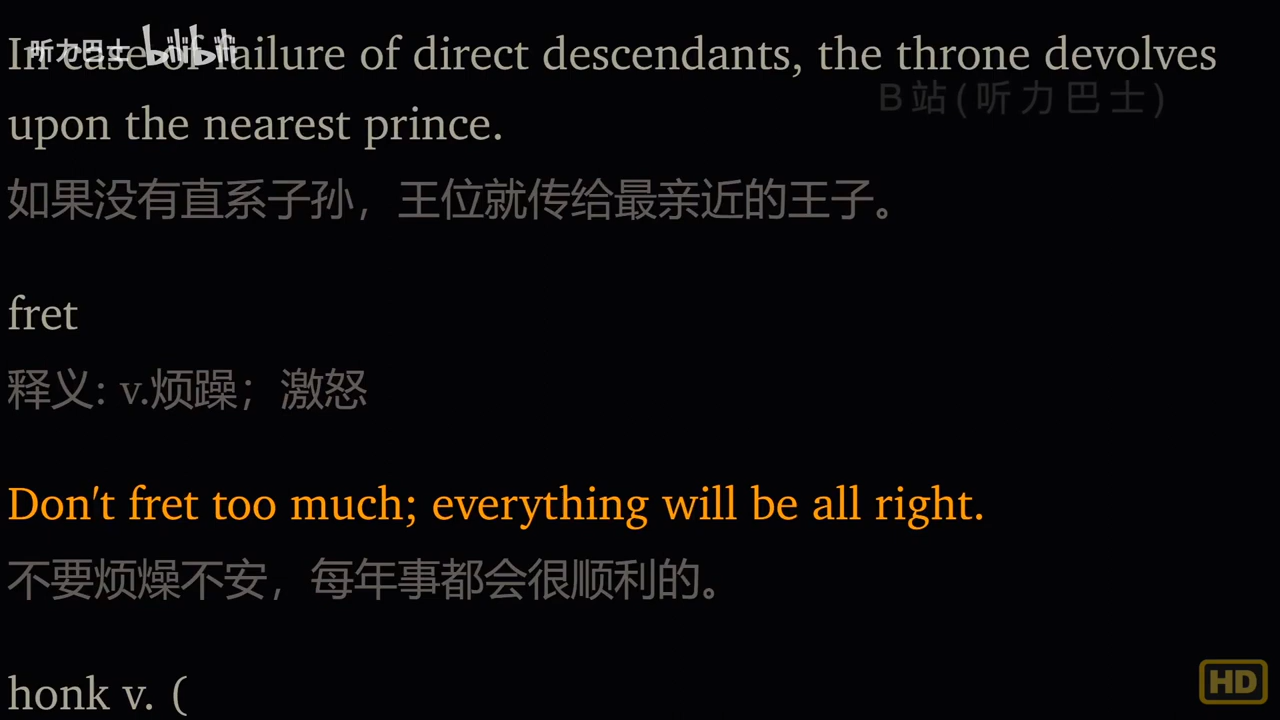 听力巴士 bilibili
In case of failure of direct descendants, the throne devolves
B站(听力巴士)
upon the nearest prince.
如果没有直系子孙，王位就传给最亲近的王子。
fret
释义: v.烦躁；激怒
Don't fret too much; everything will be all right.
不要烦燥不安，每年事都会很顺利的。
honk v. (
HD